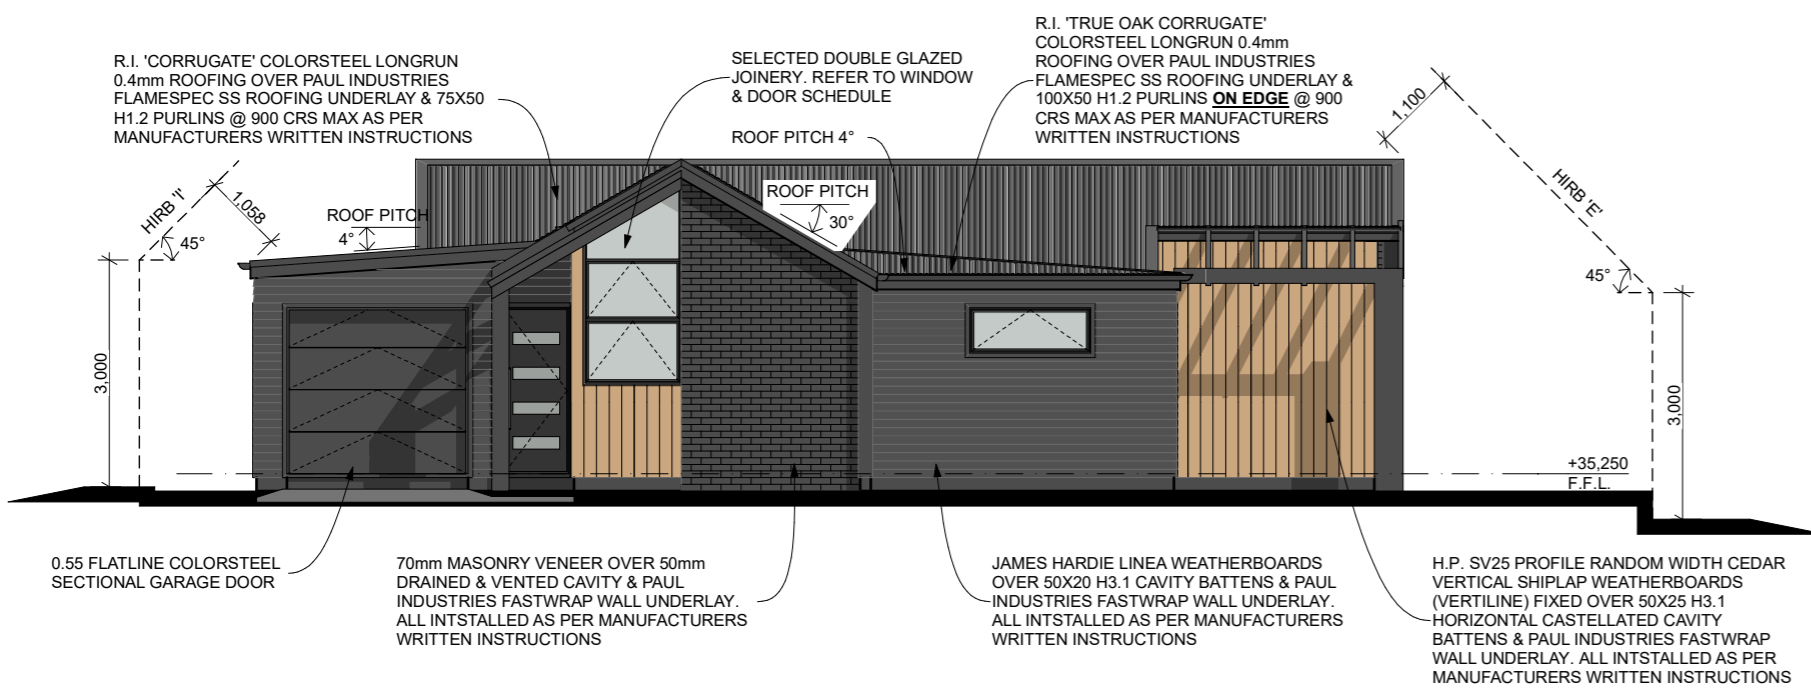 R.I. 'CORRUGATE' COLORSTEEL LONGRUN
0.4mm ROOFING OVER PAUL INDUSTRIES
FLAMESPEC SS ROOFING UNDERLAY & 75X50
H1.2 PURLINS @ 900 CRS MAX AS PER
MANUFACTURERS WRITTEN INSTRUCTIONS
SELECTED DOUBLE GLAZED
JOINERY. REFER TO WINDOW
& DOOR SCHEDULE
ROOF PITCH 4°
R.I. 'TRUE OAK CORRUGATE'
COLORSTEEL LONGRUN 0.4mm
ROOFING OVER PAUL INDUSTRIES
FLAMESPEC SS ROOFING UNDERLAY &
100X50 H1.2 PURLINS ON EDGE @ 900
CRS MAX AS PER MANUFACTURERS
WRITTEN INSTRUCTIONS
1,100
HIRB 'E'
45°
3,000
HIRB 'I'
1,058
45°
3,000
ROOF PITCH
4°
ROOF PITCH
30°
+35,250
F.F.L.
0.55 FLATLINE COLORSTEEL
SECTIONAL GARAGE DOOR
70mm MASONRY VENEER OVER 50mm
DRAINED & VENTED CAVITY & PAUL
INDUSTRIES FASTWRAP WALL UNDERLAY.
ALL INTSTALLED AS PER MANUFACTURERS
WRITTEN INSTRUCTIONS
JAMES HARDIE LINEA WEATHERBOARDS
OVER 50X20 H3.1 CAVITY BATTENS & PAUL
INDUSTRIES FASTWRAP WALL UNDERLAY.
ALL INTSTALLED AS PER MANUFACTURERS
WRITTEN INSTRUCTIONS
H.P. SV25 PROFILE RANDOM WIDTH CEDAR
VERTICAL SHIPLAP WEATHERBOARDS
(VERTILINE) FIXED OVER 50X25 H3.1
HORIZONTAL CASTELLATED CAVITY
BATTENS & PAUL INDUSTRIES FASTWRAP
WALL UNDERLAY. ALL INTSTALLED AS PER
MANUFACTURERS WRITTEN INSTRUCTIONS